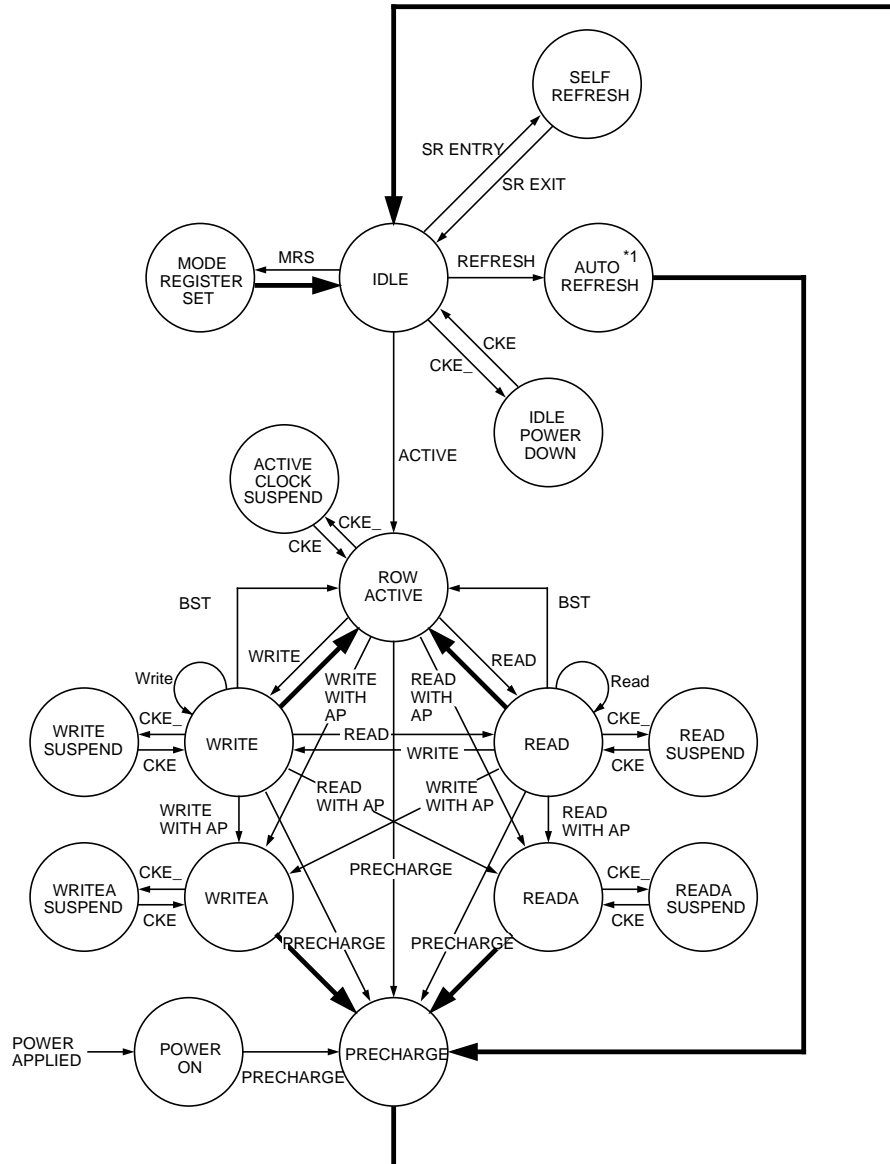 SELF
REFRESH
SR ENTRY
SR EXIT
MODE
REGISTER
SET
MRS
IDLE
REFRESH
AUTO *1
REFRESH
CKE
CKE_
IDLE
POWER
DOWN
ACTIVE
ACTIVE
CLOCK
SUSPEND
CKE_
CKE
ROW
ACTIVE
BST
BST
WRITE
READ
Write
WRITE
WITH
AP
READ
WITH
AP
Read
WRITE
SUSPEND
CKE_
CKE
WRITE
READ
WRITE
READ
CKE_
CKE
READ
SUSPEND
WRITE
WITH AP
READ
WITH AP
WRITE
WITH AP
READ
WITH AP
WRITEA
SUSPEND
CKE_
CKE
WRITEA
PRECHARGE
READA
CKE_
CKE
READA
SUSPEND
PRECHARGE
PRECHARGE
POWER
APPLIED
POWER
ON
PRECHARGE
PRECHARGE